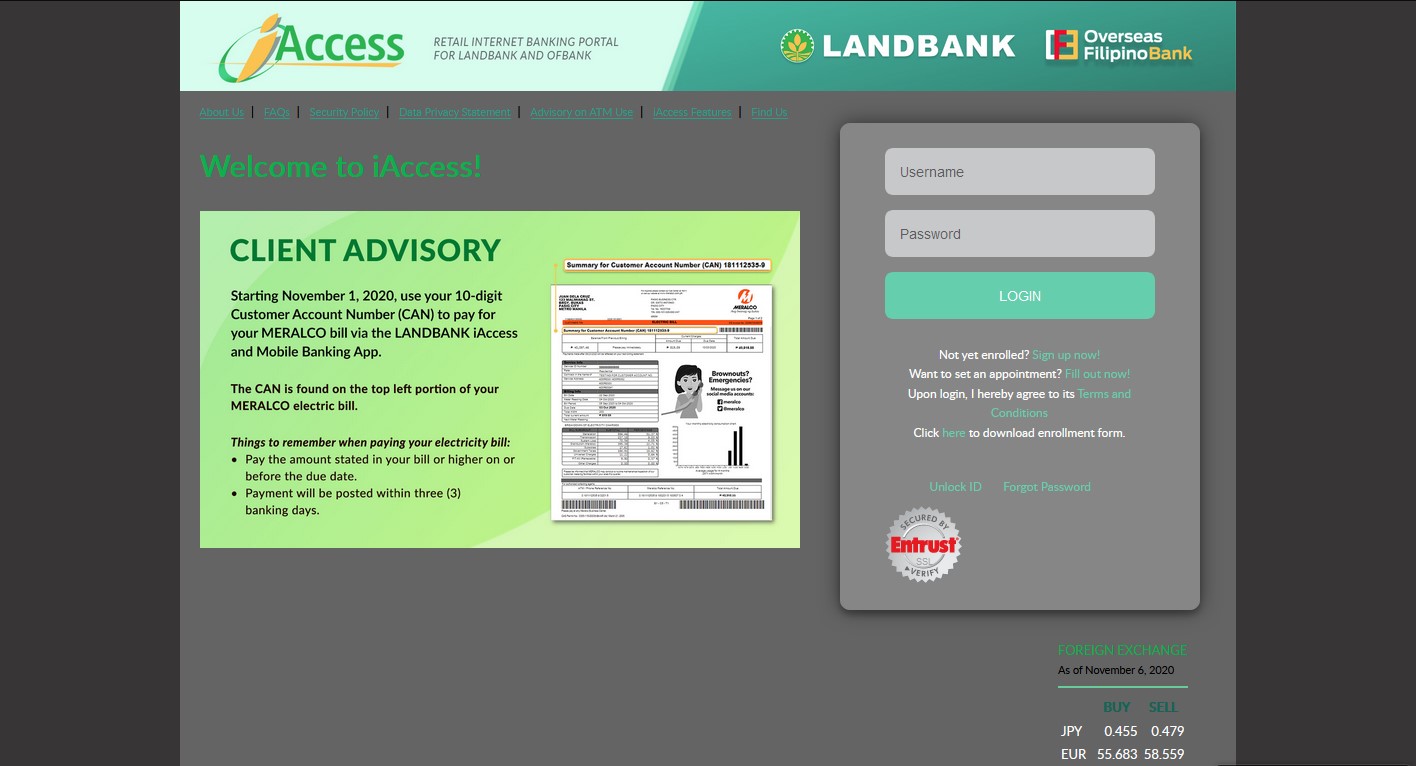 iAccess
RETAIL INTERNET BANKING PORTAL
FOR LANDBANK AND OFBANK
LANDBANK
Overseas
FilipinoBank
About Us | FAQs | Security Policy | Data Privacy Statement | Advisory on ATM Use | iAccess Features | Find Us
Welcome to iAccess!
CLIENT ADVISORY
Starting November 1, 2020, use your 10-digit
Customer Account Number (CAN) to pay for
your MERALCO bill via the LANDBANK iAccess
and Mobile Banking App.
The CAN is found on the top left portion of your
MERALCO electric bill.
Things to remember when paying your electricity bill:
• Pay the amount stated in your bill or higher on or
before the due date.
• Payment will be posted within three (3)
banking days.
Summary for Customer Account Number (CAN) 181112535-9
JUAN DELA CRUZ
METRO MANILA
MERALCO
Brownouts?
Emergencies?
Message us on our
social media accounts:
meralco
@meralco
Username
Password
LOGIN
Not yet enrolled? Sign up now!
Want to set an appointment? Fill out now!
Upon login, I hereby agree to its Terms and
Conditions
Click here to download enrollment form.
Unlock ID Forgot Password
SECURED BY
Entrust
SSL
VERIFY
FOREIGN EXCHANGE
As of November 6, 2020
BUY SELL
JPY 0.455 0.479
EUR 55.683 58.559